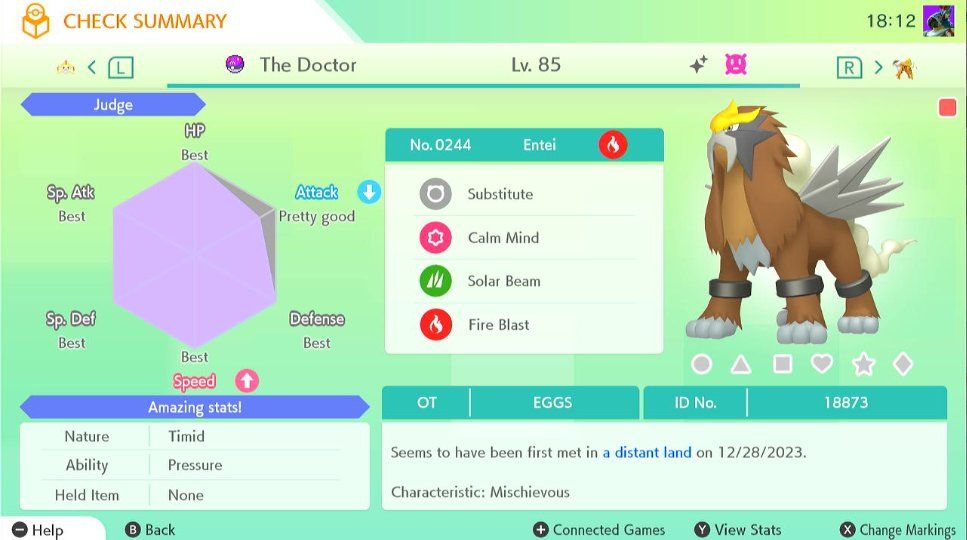 CHECK SUMMARY
18:12
L
The Doctor
Lv. 85
R
Judge
HP
Best
Sp. Atk
Best
Attack
Pretty good
Sp. Def
Best
Defense
Best
Best
Speed
Amazing stats!
Nature Timid
Ability Pressure
Held Item None
No. 0244 Entei
Substitute
Calm Mind
Solar Beam
Fire Blast
OT EGGS ID No. 18873
Seems to have been first met in a distant land on 12/28/2023.
Characteristic: Mischievous
Help
B Back
Connected Games
Y View Stats
X Change Markings